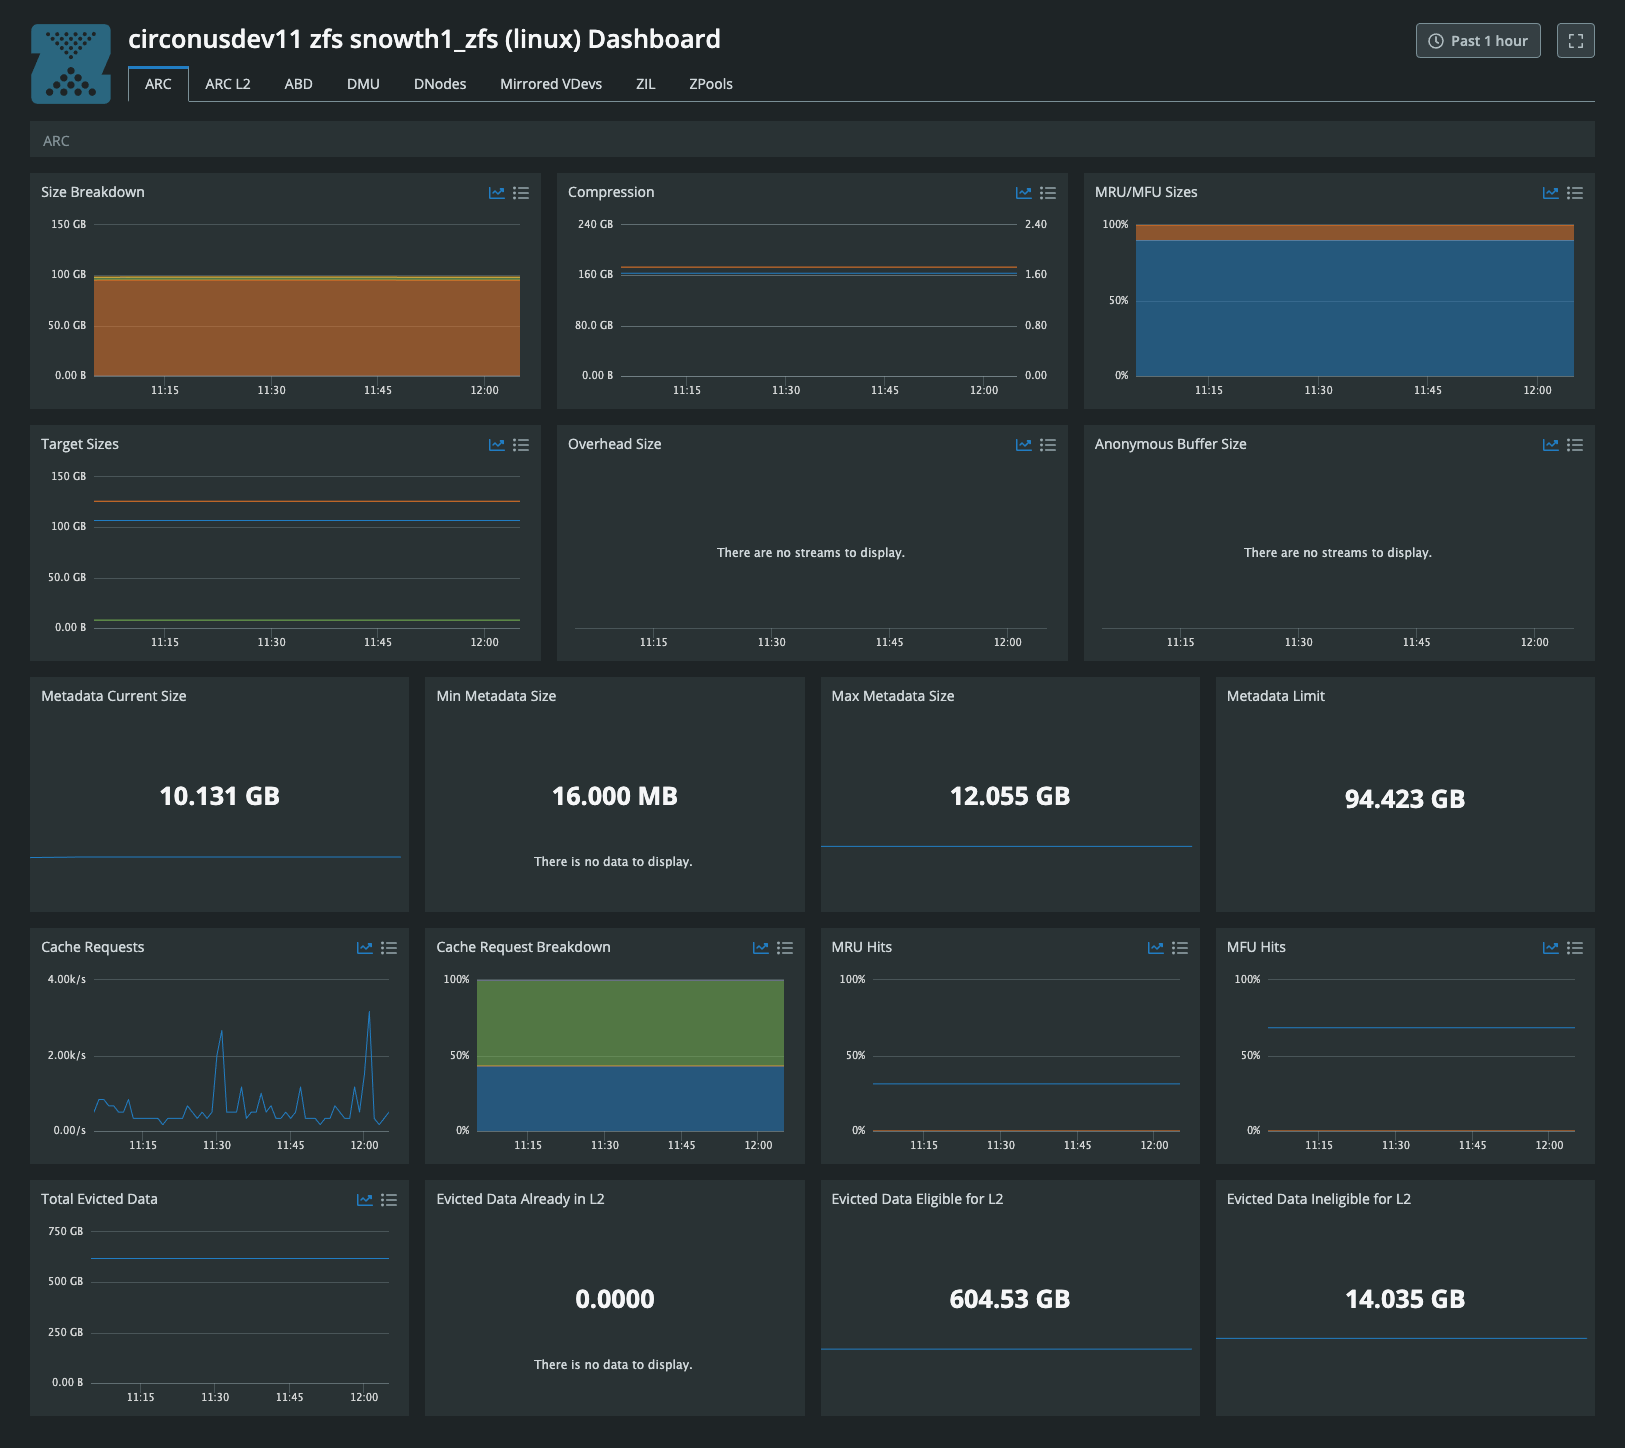 circonusdev11 zfs snowth1_zfs (linux) Dashboard
Past 1 hour
ARC ARC L2 ABD DMU DNodes Mirrored VDevs ZIL ZPools
ARC
Size Breakdown
150 GB
100 GB
50.0 GB
0.00 B
11:15 11:30 11:45 12:00
Compression
240 GB 2.40
160 GB 1.60
80.0 GB 0.80
0.00 B 0.00
11:15 11:30 11:45 12:00
MRU/MFU Sizes
100%
50%
0%
11:15 11:30 11:45 12:00
Target Sizes
150 GB
100 GB
50.0 GB
0.00 B
11:15 11:30 11:45 12:00
Overhead Size
There are no streams to display.
11:15 11:30 11:45 12:00
Anonymous Buffer Size
There are no streams to display.
11:15 11:30 11:45 12:00
Metadata Current Size
10.131 GB
Min Metadata Size
16.000 MB
There is no data to display.
Max Metadata Size
12.055 GB
Metadata Limit
94.423 GB
Cache Requests
4.00k/s
2.00k/s
0.00/s
11:15 11:30 11:45 12:00
Cache Request Breakdown
100%
50%
0%
11:15 11:30 11:45 12:00
MRU Hits
100%
50%
0%
11:15 11:30 11:45 12:00
MFU Hits
100%
50%
0%
11:15 11:30 11:45 12:00
Total Evicted Data
750 GB
500 GB
250 GB
0.00 B
11:15 11:30 11:45 12:00
Evicted Data Already in L2
0.0000
There is no data to display.
Evicted Data Eligible for L2
604.53 GB
Evicted Data Ineligible for L2
14.035 GB